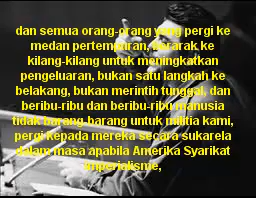 dan semua orang-orang yang pergi ke
medan pertempuran, berarak ke
kilang-kilang untuk meningkatkan
pengeluaran, bukan satu langkah ke
belakang, bukan merintih tunggal, dan
beribu-ribu dan beribu-ribu manusia
tidak barang-barang untuk militia kami,
pergi kepada mereka secara sukarela
dalam masa apabila Amerika Syarikat
imperialisme,